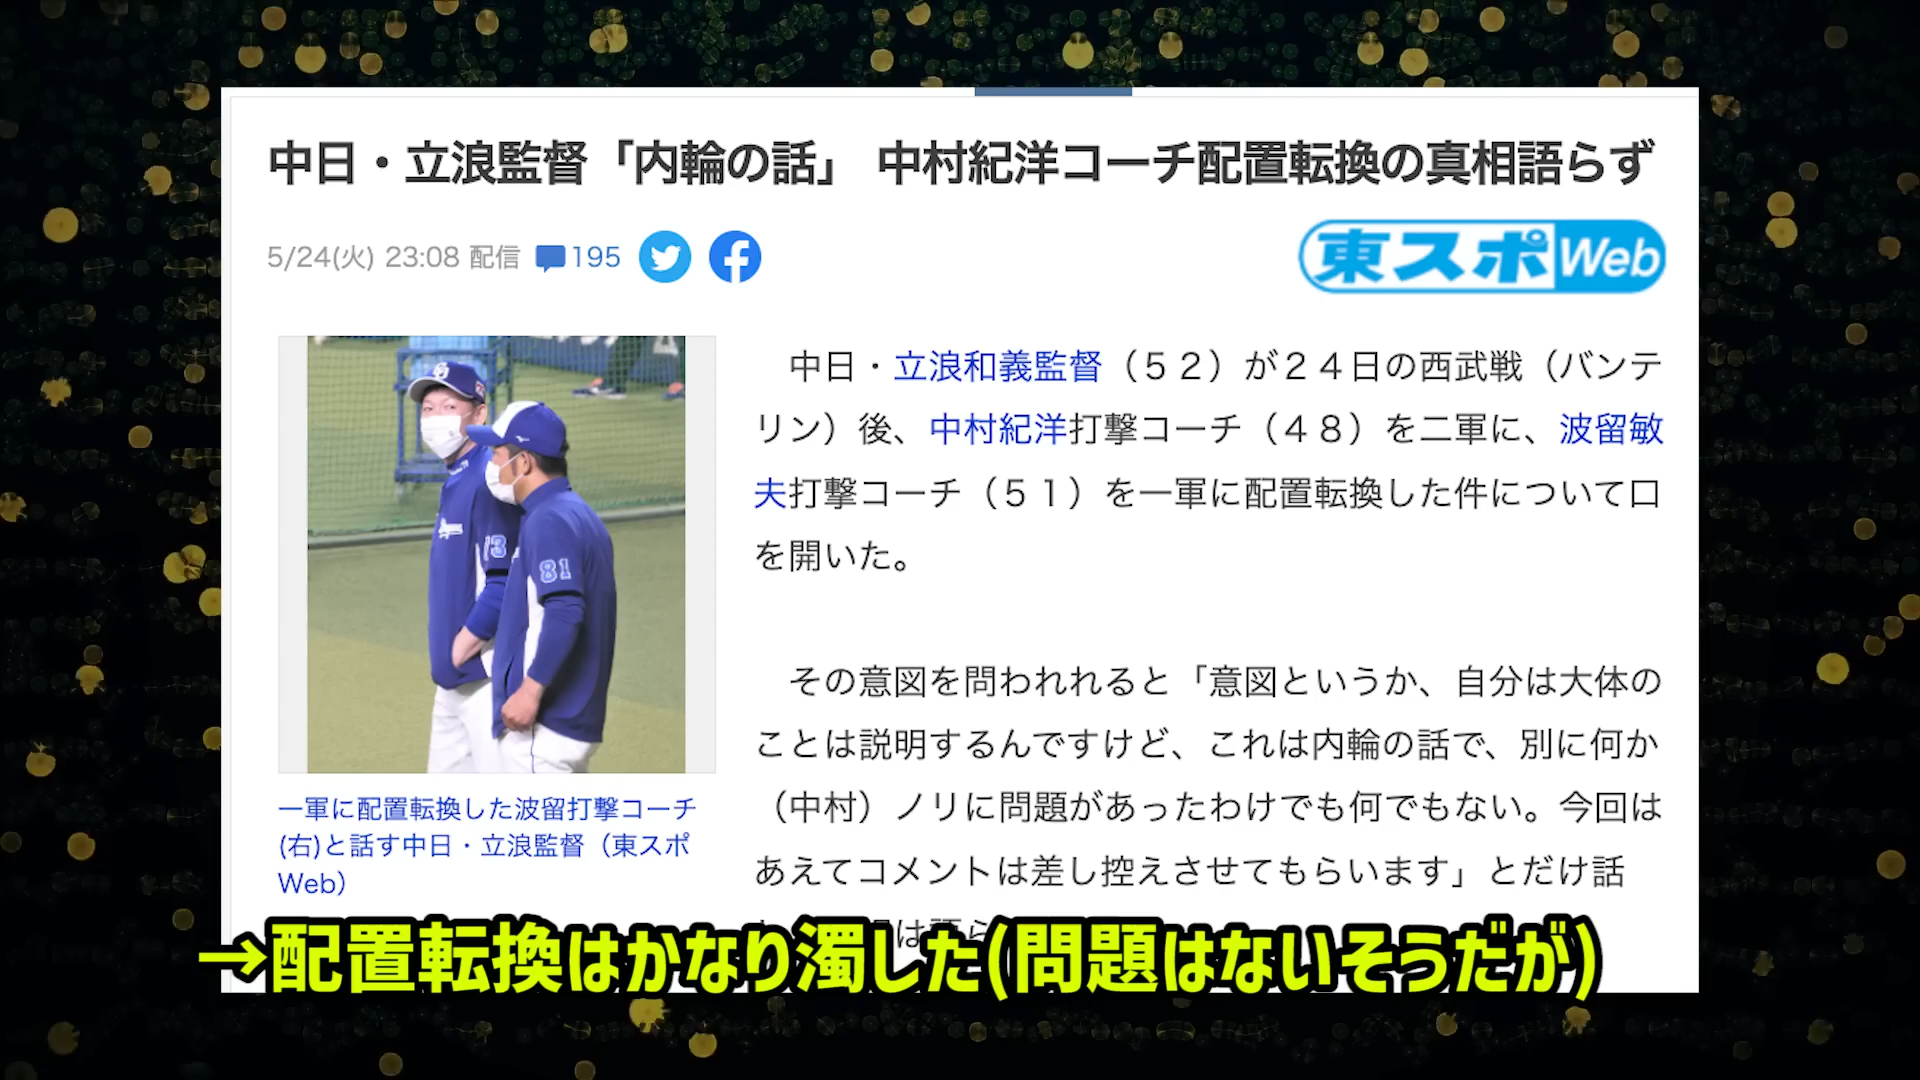 中日・立浪監督「内輪の話」 中村紀洋コーチ配置転換の真相語らず
5/24(火) 23:08 配信 195
東スポWeb
中日・立浪和義監督（５２）が２４日の西武戦（バンテ
リン）後、中村紀洋打撃コーチ（４８）を二軍に、波留敏
夫打撃コーチ（５１）を一軍に配置転換した件について口
を開いた。
その意図を問われれると「意図というか、自分は大体の
ことは説明するんですけど、これは内輪の話で、別に何か
（中村）ノリに問題があったわけでも何でもない。今回は
あえてコメントは差し控えさせてもらいます」とだけ話
73
81
一軍に配置転換した波留打撃コーチ
(右)と話す中日・立浪監督（東スポ
Web）
→配置転換はかなり濁した(問題はないそうだが)